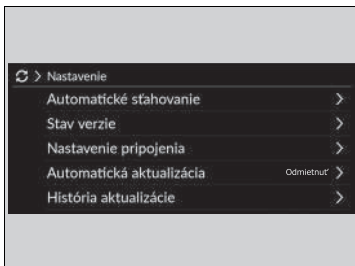 Nastavenie
Automatické sťahovanie
Stav verzie
Nastavenie pripojenia
Automatická aktualizácia Odmietnuť
História aktualizácie